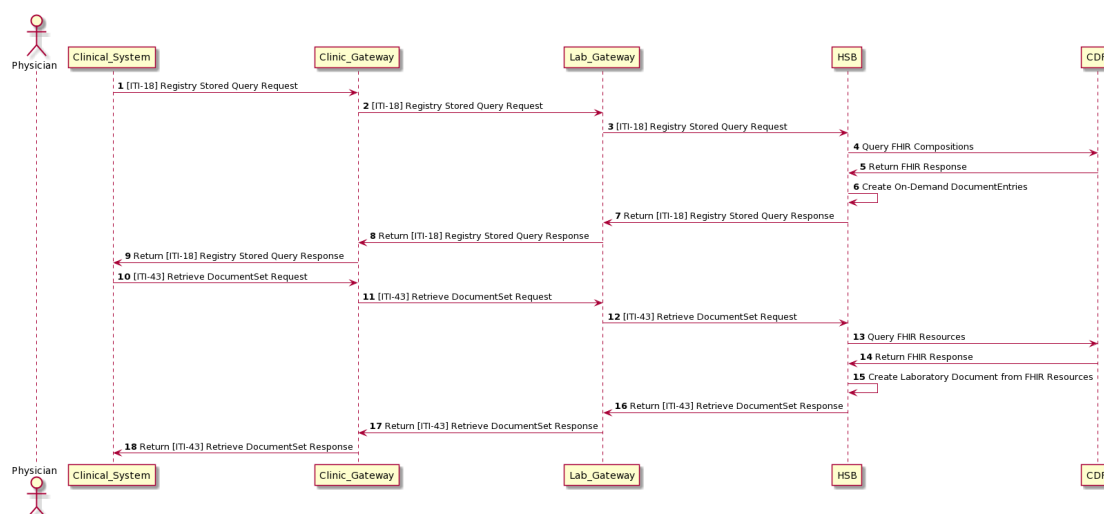 Physician
Clinical_System
Clinic_Gateway
Lab_Gateway
HSB
1 [ITI-18] Registry Stored Query Request
2 [ITI-18] Registry Stored Query Request
3 [ITI-18] Registry Stored Query Request
4 Query FHIR Compositions
5 Return FHIR Response
6 Create On-Demand DocumentEntries
7 Return [ITI-18] Registry Stored Query Response
8 Return [ITI-18] Registry Stored Query Response
9 Return [ITI-18] Registry Stored Query Response
10 [ITI-43] Retrieve DocumentSet Request
11 [ITI-43] Retrieve DocumentSet Request
12 [ITI-43] Retrieve DocumentSet Request
13 Query FHIR Resources
14 Return FHIR Response
15 Create Laboratory Document from FHIR Resources
16 Return [ITI-43] Retrieve DocumentSet Response
17 Return [ITI-43] Retrieve DocumentSet Response
18 Return [ITI-43] Retrieve DocumentSet Response
Physician
Clinical_System
Clinic_Gateway
Lab_Gateway
HSB